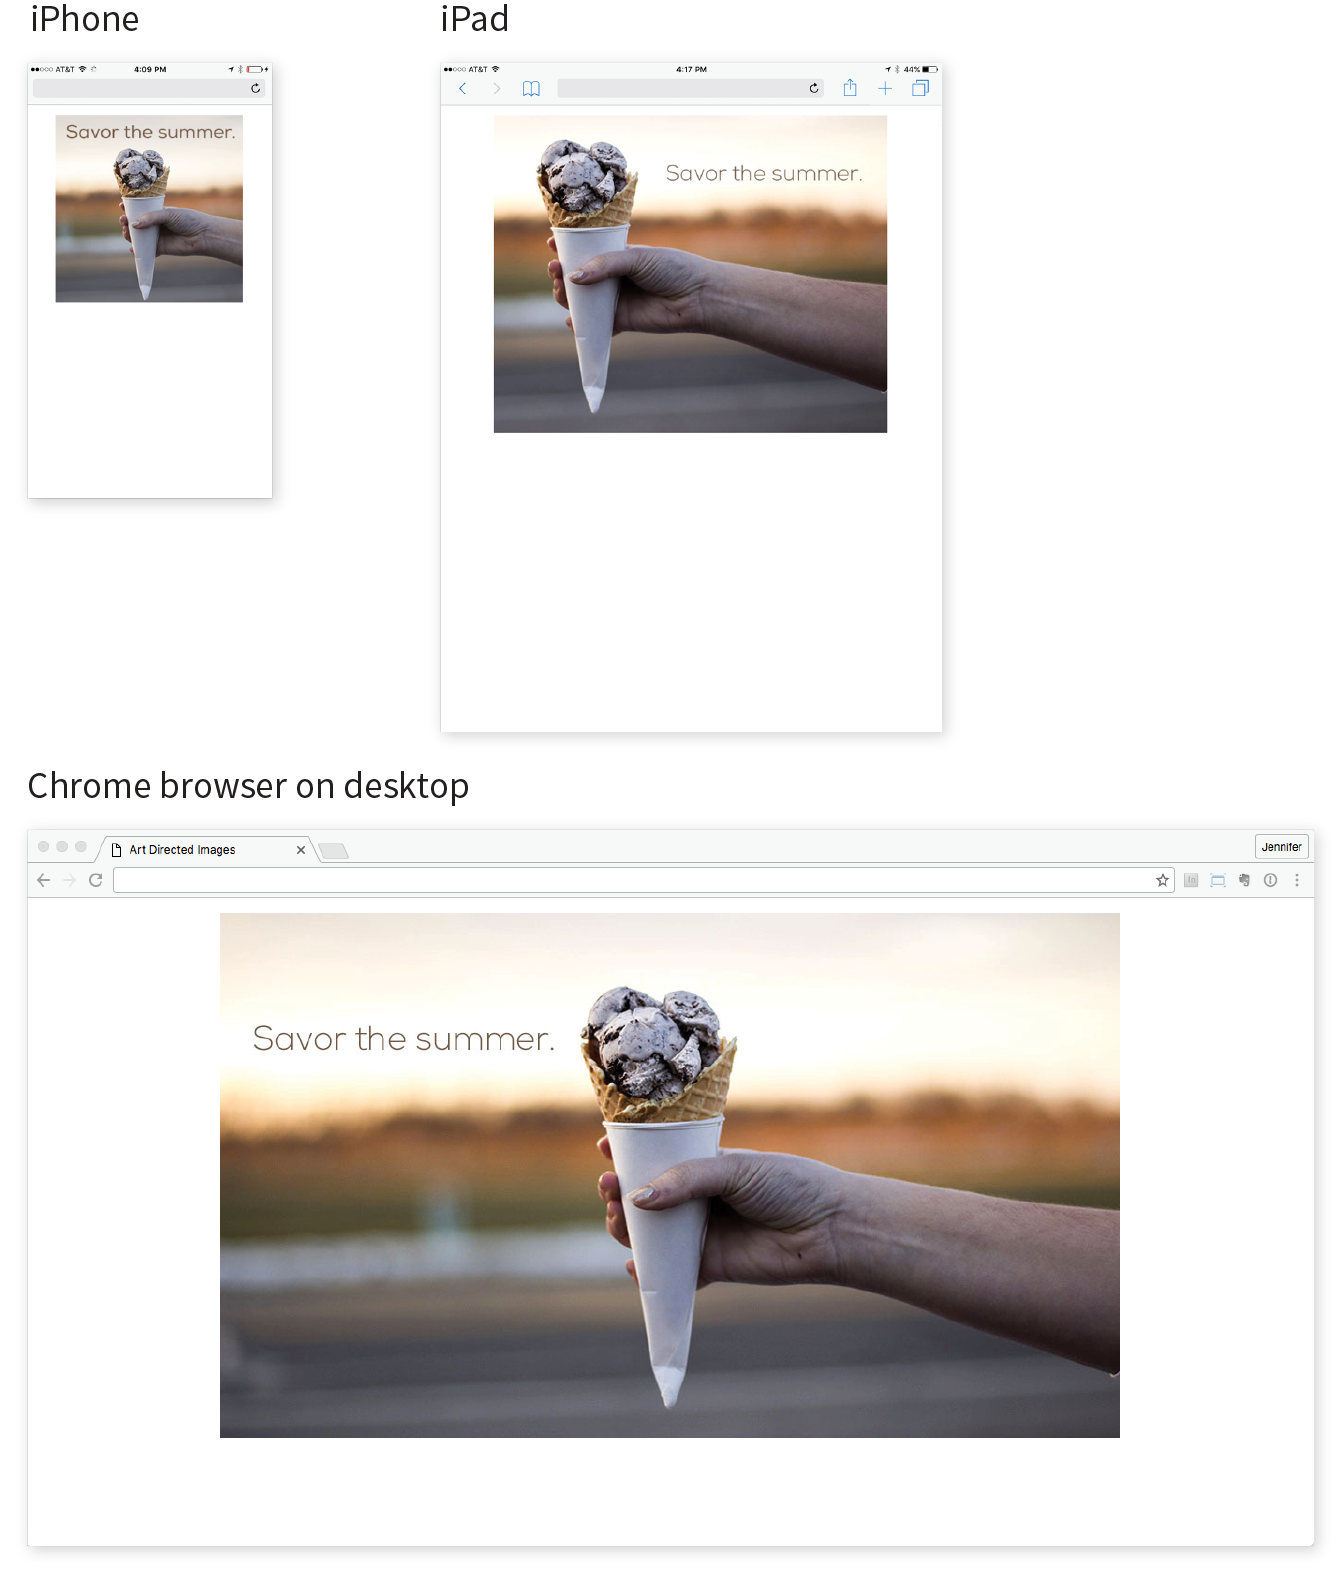 iPhone
iPad
AT&T
4:09 PM
AT&T
4:17 PM
44%
Savor the summer.
Savor the summer.
Chrome browser on desktop
Art Directed Images
Jennifer
Savor the summer.